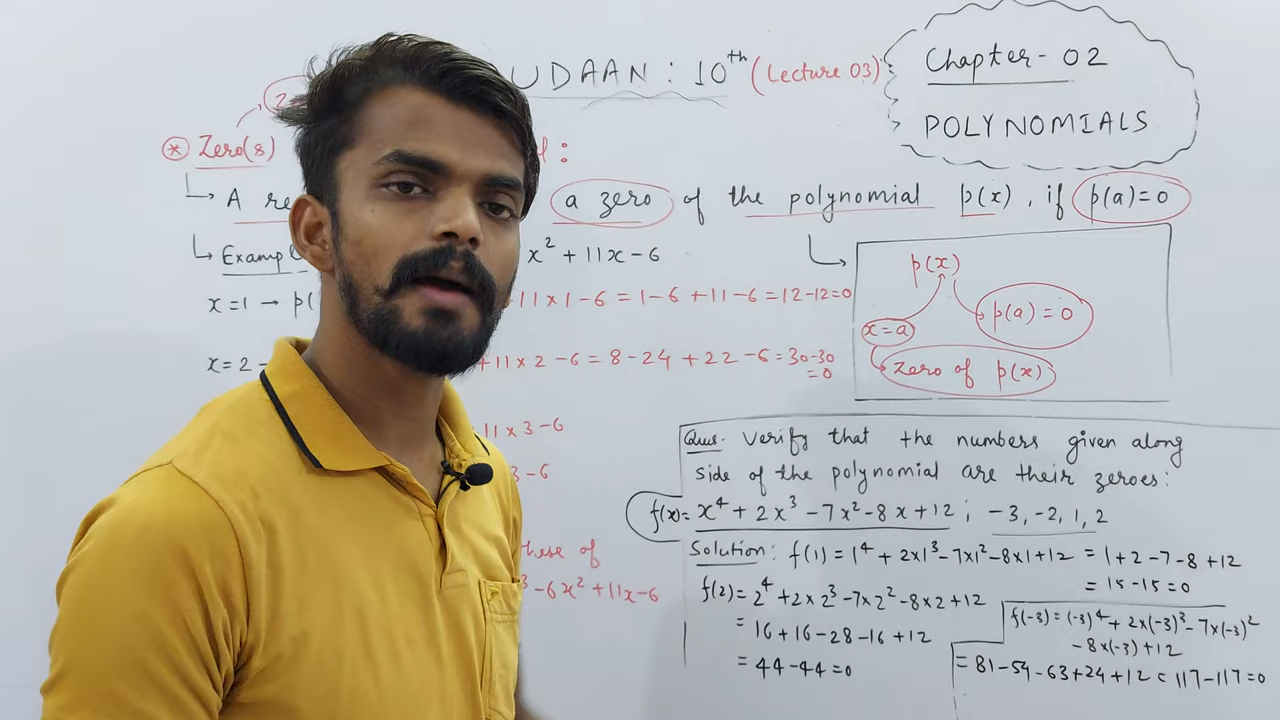 UDAAN : 10th (Lecture 03)
Chapter - 02
POLYNOMIALS
* Zero(s) :
A a zero of the polynomial p(x), if p(a)=0
x² + 11x - 6
x=1 → p( 11×1-6 = 1-6 + 11-6 = 12-12=0
x=2 +11×2 -6 = 8-24 + 22-6 = 30-30
=0
11×3-6
3-6
these of
-6x² + 11x-6
p(x)
x=a p(a)=0
zero of p(x)
Ques. Verify that the numbers given along
side of the polynomial are their zeroes:
f(x)= x⁴ + 2x³ - 7x² - 8x + 12 ; -3, -2, 1, 2
Solution: f(1) = 1⁴ + 2×1³ - 7×1² - 8×1 + 12 = 1+2-7-8+12
= 15-15=0
f(2)= 2⁴ + 2×2³ - 7×2² - 8×2 + 12
= 16+16-28-16+12
= 44-44=0
f(-3) = (-3)⁴ + 2×(-3)³ - 7×(-3)²
-8×(-3)+12
= 81-54-63+24+12 = 117-117=0